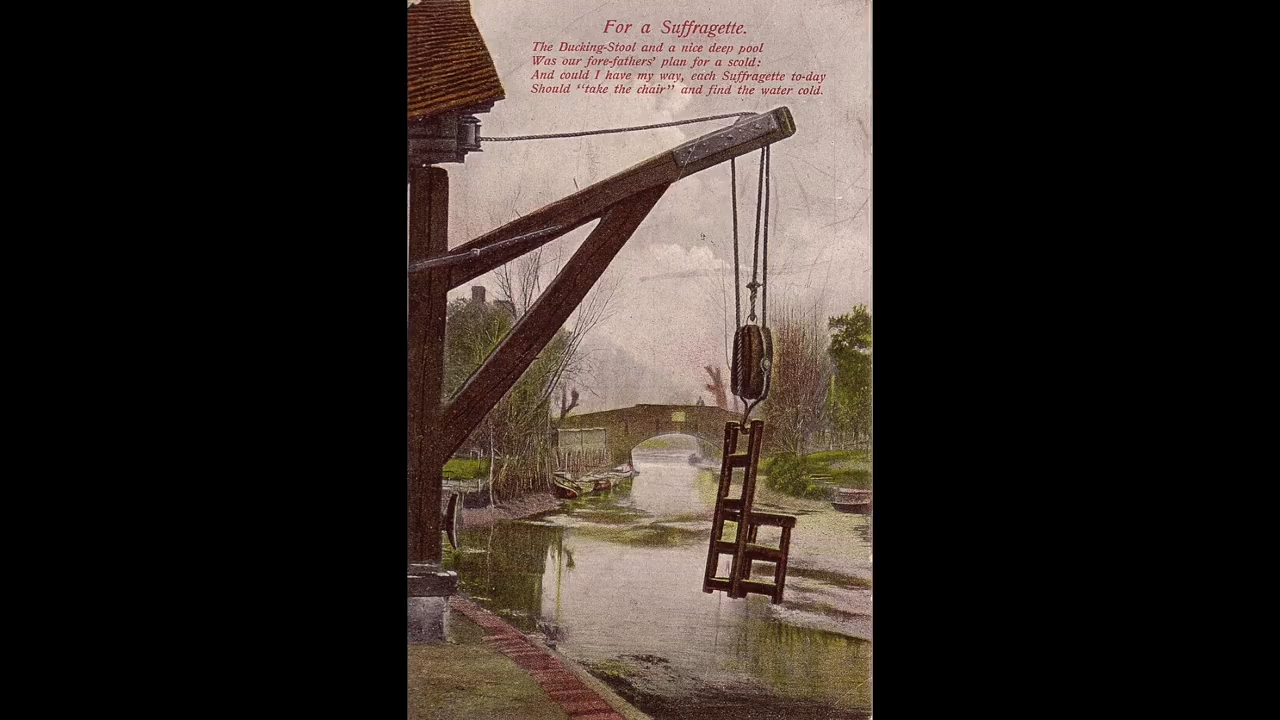 For a Suffragette.
The Ducking-Stool and a nice deep pool
Was our fore-fathers' plan for a scold:
And could I have my way, each Suffragette to-day
Should "take the chair" and find the water cold.